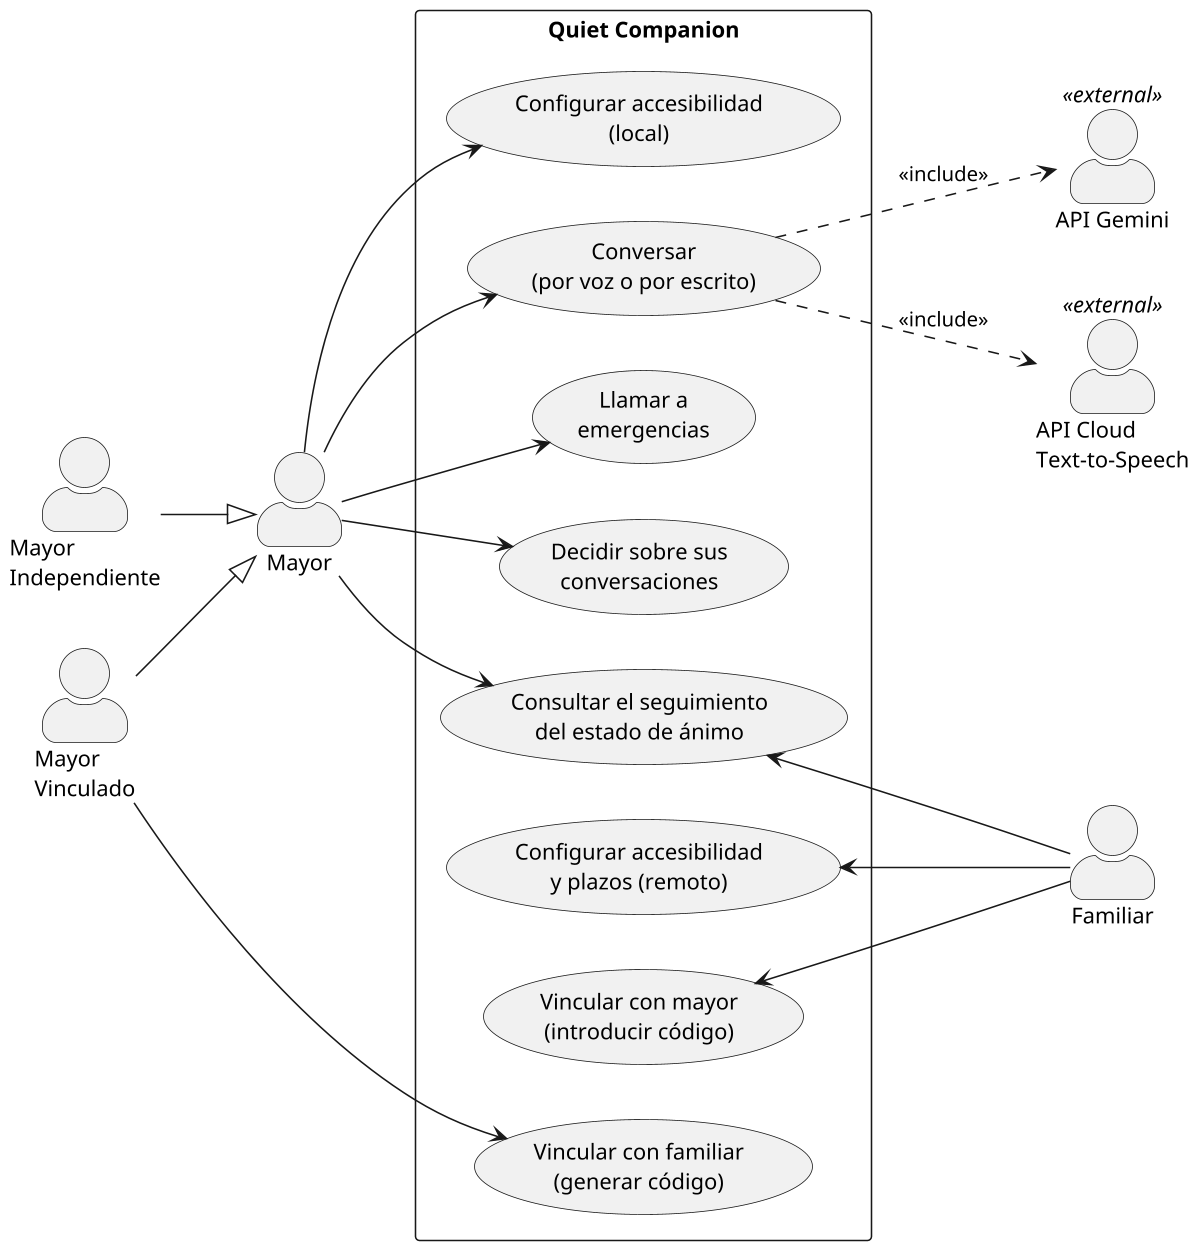 Quiet Companion
Configurar accesibilidad
(local)
«external»
API Gemini
«include»
Conversar
(por voz o por escrito)
«include»
«external»
API Cloud
Text-to-Speech
Llamar a
emergencias
Mayor
Independiente
Mayor
Decidir sobre sus
conversaciones
Mayor
Vinculado
Consultar el seguimiento
del estado de ánimo
Configurar accesibilidad
y plazos (remoto)
Familiar
Vincular con mayor
(introducir código)
Vincular con familiar
(generar código)